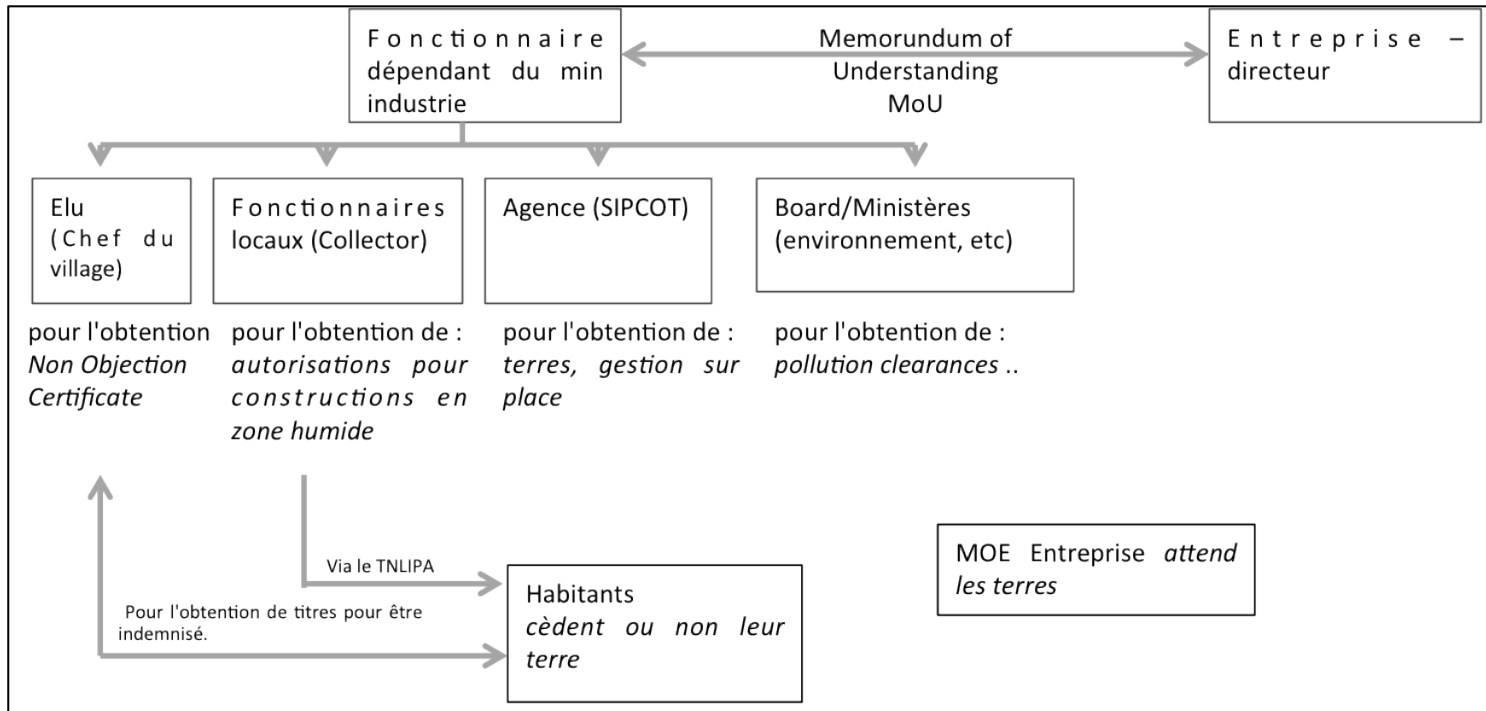 Fonctionnaire
dépendant du min
industrie
Memorundum of
Understanding
MoU
Entreprise –
directeur
Elu
(Chef du
village)
Fonctionnaires
locaux (Collector)
Agence (SIPCOT)
Board/Ministères
(environnement, etc)
pour l'obtention
Non Objection
Certificate
pour l'obtention de :
autorisations pour
constructions en
zone humide
pour l'obtention de :
terres, gestion sur
place
pour l'obtention de :
pollution clearances ..
Via le TNLIPA
Pour l'obtention de titres pour être
indemnisé.
Habitants
cèdent ou non leur
terre
MOE Entreprise attend
les terres